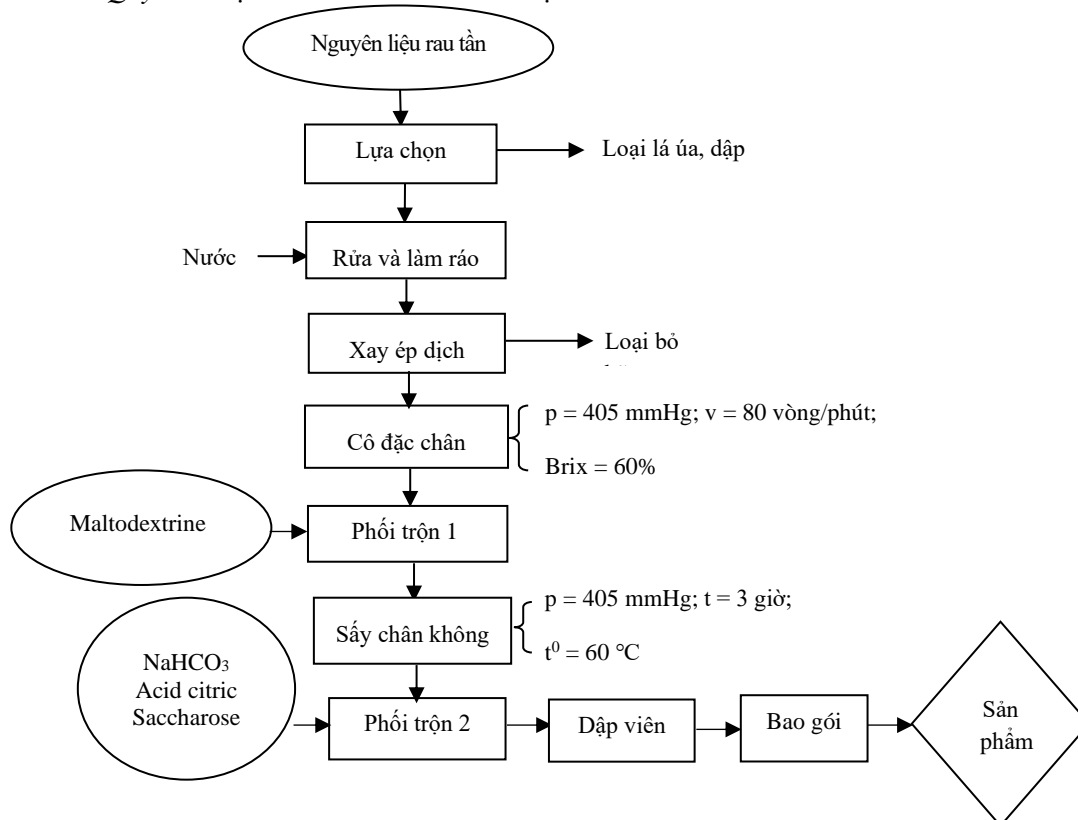 Nguyên liệu rau tần
Lựa chọn
Loại lá úa, dập
Nước
Rửa và làm ráo
Xay ép dịch
Loại bỏ
Cô đặc chân
p = 405 mmHg; v = 80 vòng/phút;
Brix = 60%
Maltodextrine
Phối trộn 1
Sấy chân không
p = 405 mmHg; t = 3 giờ;
t⁰ = 60 ℃
NaHCO₃
Acid citric
Saccharose
Phối trộn 2
Dập viên
Bao gói
Sản
phẩm